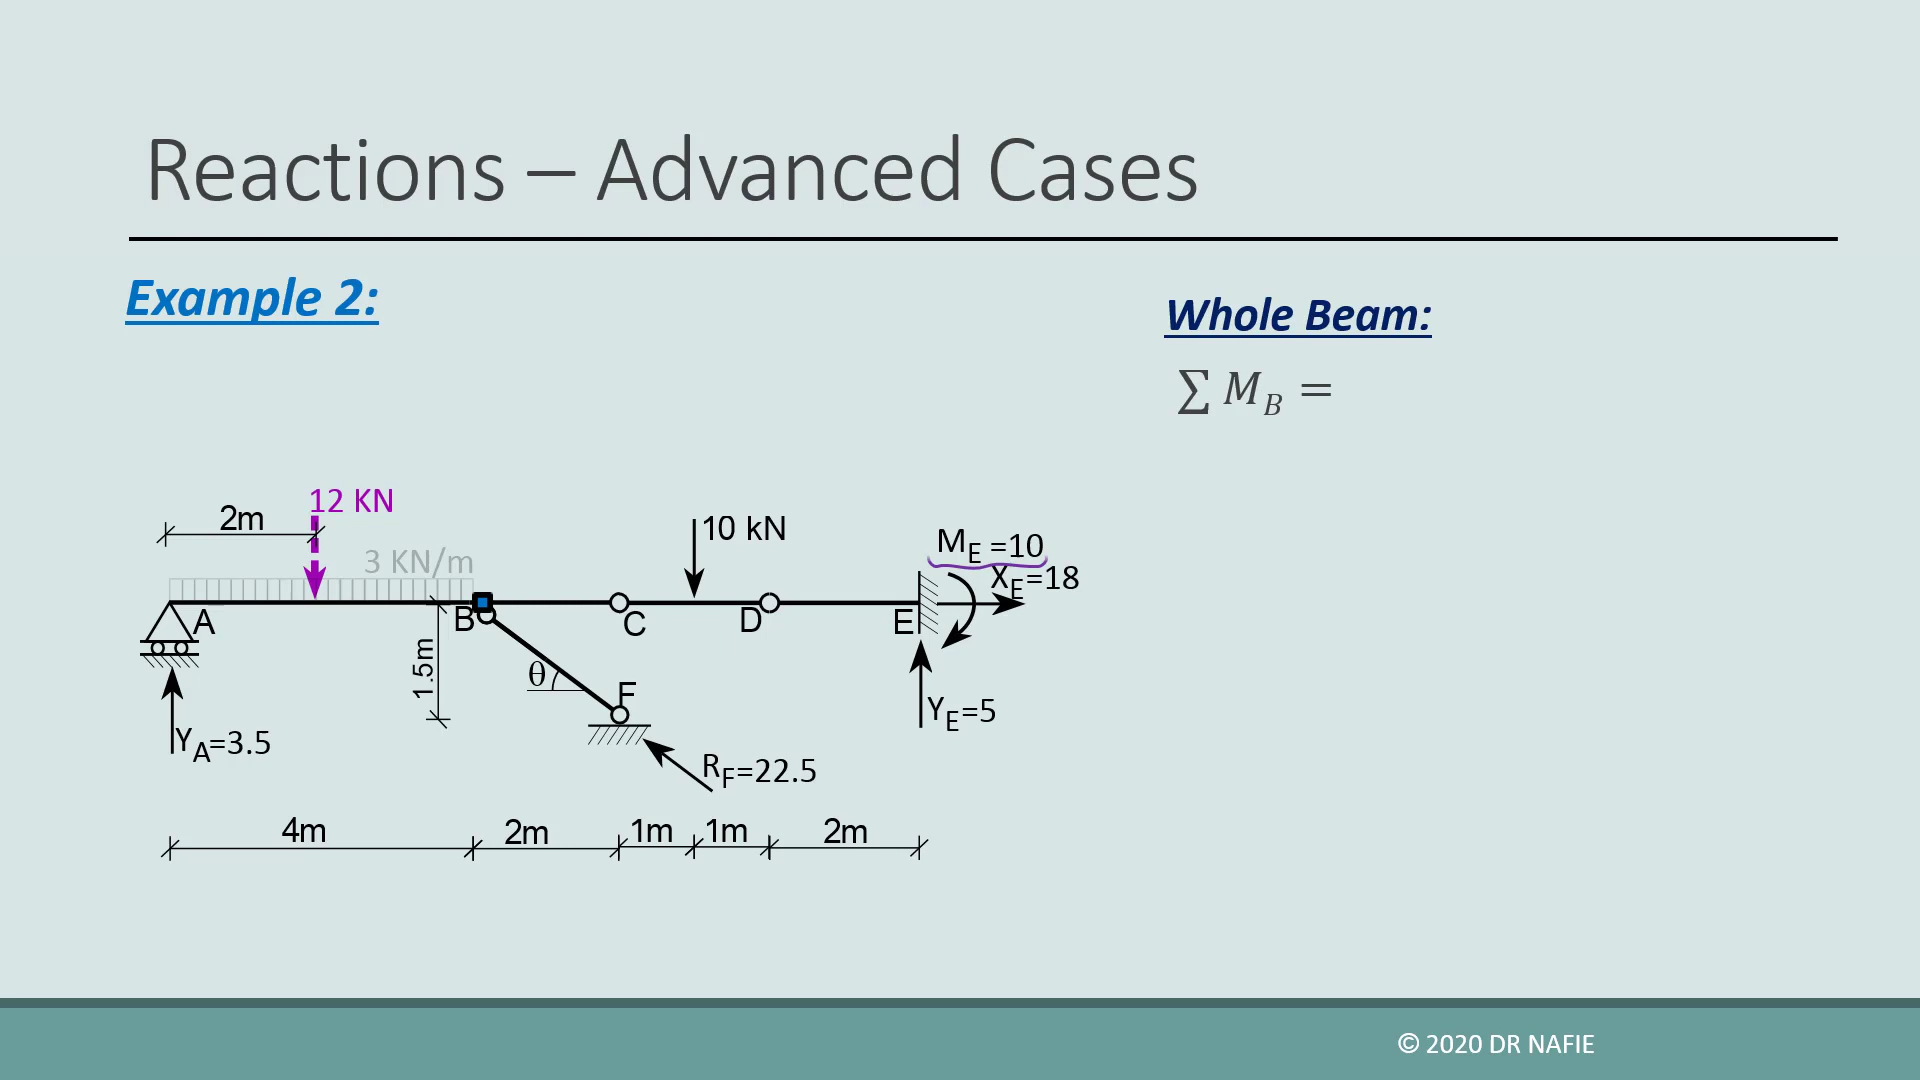 Reactions – Advanced Cases
Example 2:
Whole Beam:
∑ M_B =
12 KN
2m
10 kN
3 KN/m
M_E =10
X_E=18
A
B
C
D
E
1.5m
θ
F
Y_A=3.5
R_F=22.5
Y_E=5
4m
2m
1m
1m
2m
© 2020 DR NAFIE